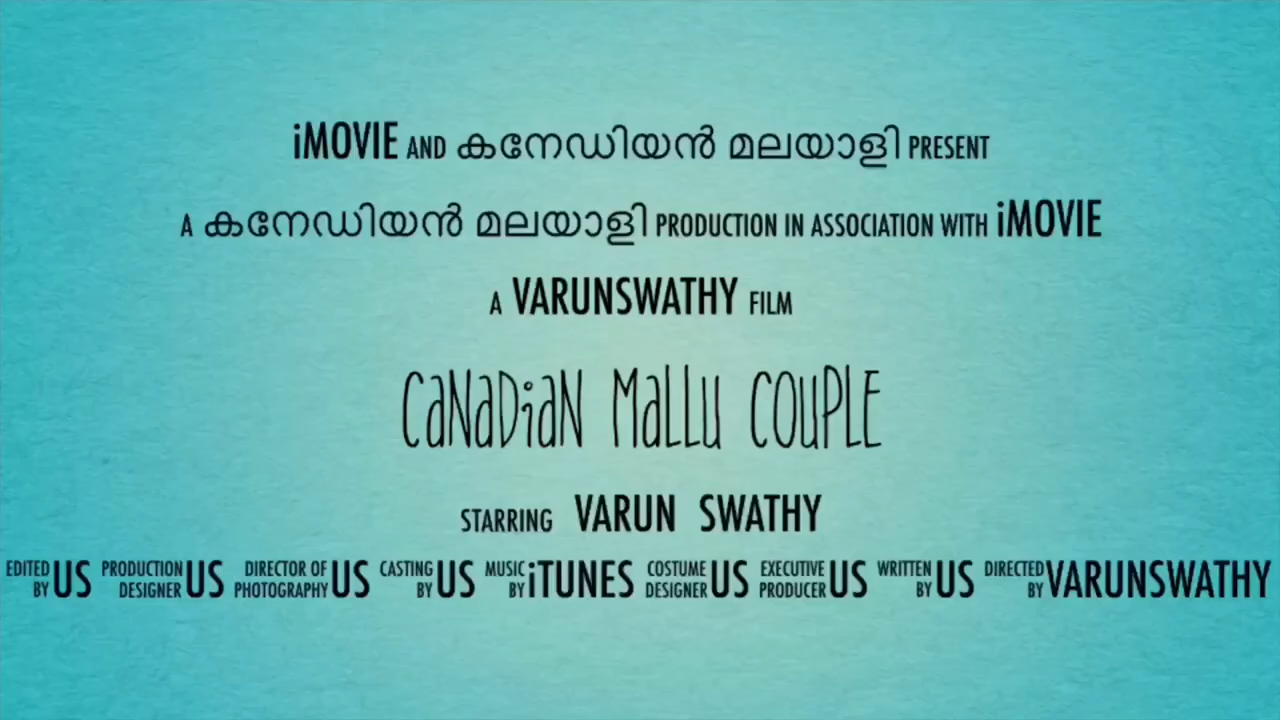 iMOVIE AND കനേഡിയൻ മലയാളി PRESENT
A കനേഡിയൻ മലയാളി PRODUCTION IN ASSOCIATION WITH iMOVIE
A VARUNSWATHY FILM
CANADIAN MALLU COUPLE
STARRING VARUN SWATHY
EDITED BY US PRODUCTION DESIGNER US DIRECTOR OF PHOTOGRAPHY US CASTING BY US MUSIC BY iTUNES COSTUME DESIGNER US EXECUTIVE PRODUCER US WRITTEN BY US DIRECTED BY VARUNSWATHY